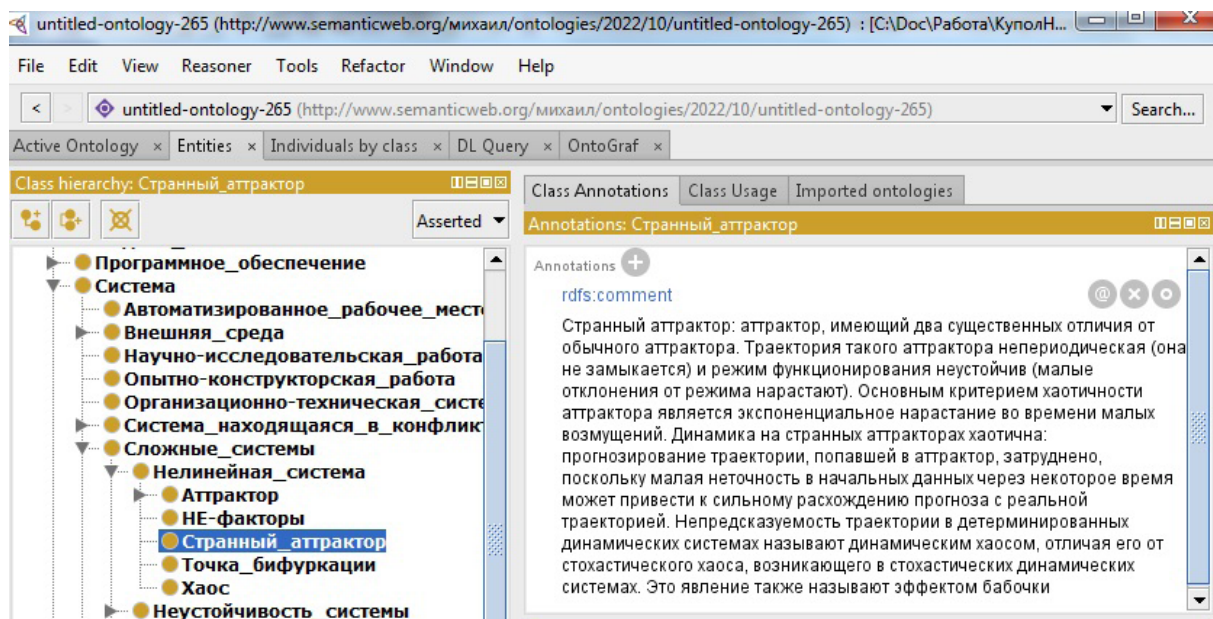 untitled-ontology-265 (http://www.semanticweb.org/михаил/ontologies/2022/10/untitled-ontology-265) : [C:\Doc\Работа\КуполН...
File Edit View Reasoner Tools Refactor Window Help
< > untitled-ontology-265 (http://www.semanticweb.org/михаил/ontologies/2022/10/untitled-ontology-265) Search...
Active Ontology × Entities × Individuals by class × DL Query × OntoGraf ×
Class hierarchy: Странный_аттрактор
Asserted
Программное_обеспечение
Система
Автоматизированное_рабочее_мест
Внешняя_среда
Научно-исследовательская_работа
Опытно-конструкторская_работа
Организационно-техническая_систе
Система_находящаяся_в_конфлик
Сложные_системы
Нелинейная_система
Аттрактор
НЕ-факторы
Странный_аттрактор
Точка_бифуркации
Хаос
Неустойчивость_системы
Class Annotations Class Usage Imported ontologies
Annotations: Странный_аттрактор
Annotations
rdfs:comment
Странный аттрактор: аттрактор, имеющий два существенных отличия от
обычного аттрактора. Траектория такого аттрактора непериодическая (она
не замыкается) и режим функционирования неустойчив (малые
отклонения от режима нарастают). Основным критерием хаотичности
аттрактора является экспоненциальное нарастание во времени малых
возмущений. Динамика на странных аттракторах хаотична:
прогнозирование траектории, попавшей в аттрактор, затруднено,
поскольку малая неточность в начальных данных через некоторое время
может привести к сильному расхождению прогноза с реальной
траекторией. Непредсказуемость траектории в детерминированных
динамических системах называют динамическим хаосом, отличая его от
стохастического хаоса, возникающего в стохастических динамических
системах. Это явление также называют эффектом бабочки